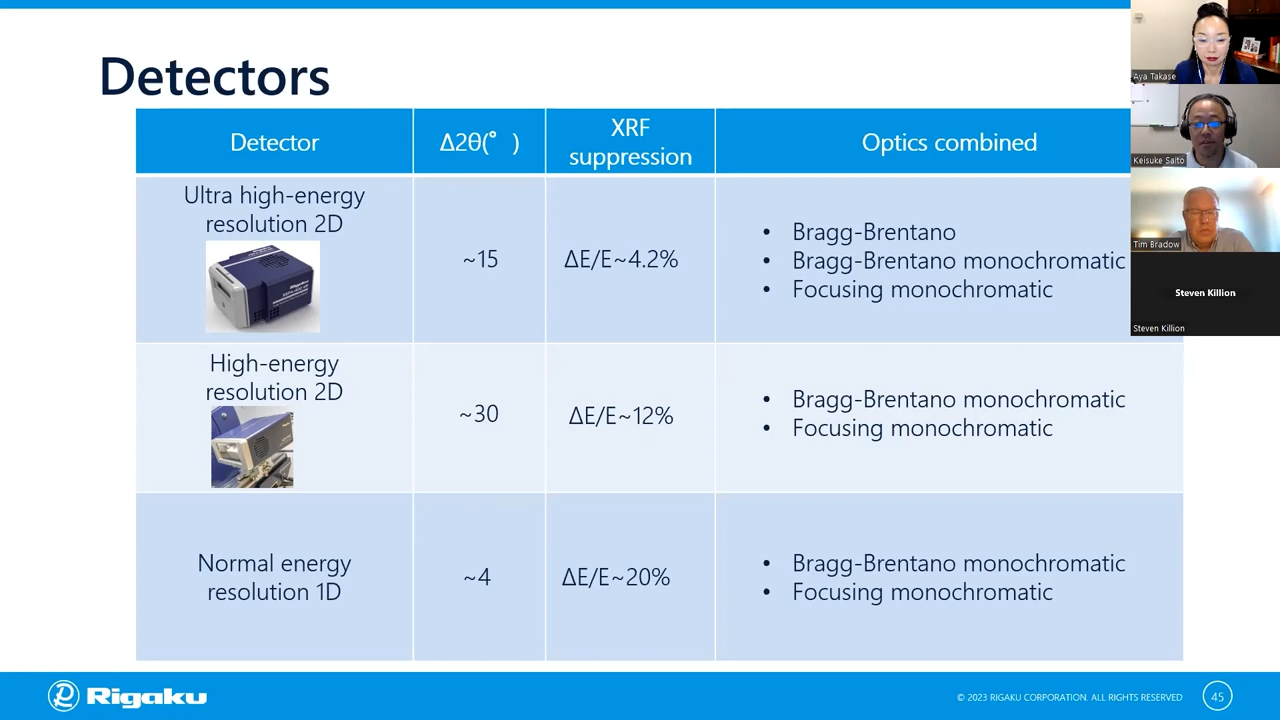 Detectors
Detector
Δ2θ(° )
XRF
suppression
Optics combined
Ultra high-energy
resolution 2D
~15
ΔE/E~4.2%
• Bragg-Brentano
• Bragg-Brentano monochromatic
• Focusing monochromatic
High-energy
resolution 2D
~30
ΔE/E~12%
• Bragg-Brentano monochromatic
• Focusing monochromatic
Normal energy
resolution 1D
~4
ΔE/E~20%
• Bragg-Brentano monochromatic
• Focusing monochromatic
Rigaku
© 2023 RIGAKU CORPORATION. ALL RIGHTS RESERVED
45
Aya Takase
Keisuke Saito
Tim Bradow
Steven Killion
Steven Killion
Rigaku